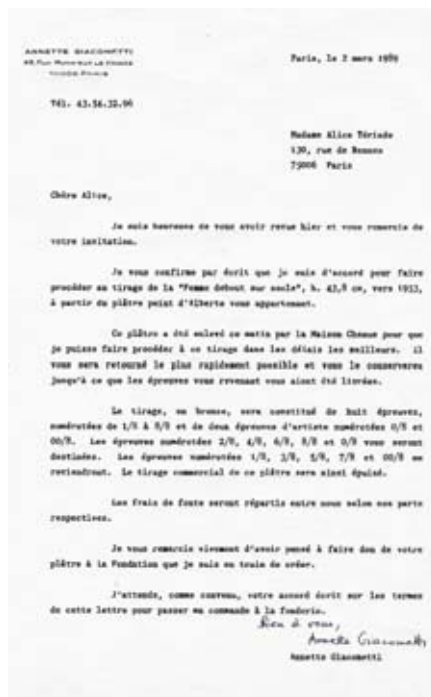 ANNETTE GIACOMETTI
Paris, le 2 mars 1989
Tél. 43.54.32.96
Madame Alice Tériade
130, rue de Rennes
75006 Paris
Chère Alice,
Je suis heureuse de vous avoir revue hier et vous remercie de
votre invitation.
Je vous confirme par écrit que je suis d'accord pour faire
procéder au tirage de la "Femme debout sur socle", h. 43,8 cm, vers 1953,
à partir du plâtre peint d'Alberto vous appartenant.
Ce plâtre a été enlevé ce matin par la Maison Chenue pour que
je puisse faire procéder à ce tirage dans les délais les meilleurs. Il
vous sera retourné le plus rapidement possible et vous le conserverez
jusqu'à ce que les épreuves vous revenant vous aient été livrées.
Le tirage, en bronze, sera constitué de huit épreuves,
numérotées de 1/8 à 8/8 et de deux épreuves d'artiste numérotées 0/8 et
00/8. Les épreuves numérotées 2/8, 4/8, 6/8, 8/8 et 0/8 vous seront
destinées. Les épreuves numérotées 1/8, 3/8, 5/8, 7/8 et 00/8 me
reviendront. Le tirage commercial de ce plâtre sera ainsi épuisé.
Les frais de fonte seront répartis entre nous selon nos parts
respectives.
Je vous remercie vivement d'avoir pensé à faire don de votre
plâtre à la Fondation que je suis en train de créer.
J'attends, comme convenu, votre accord écrit sur les termes
de cette lettre pour passer ma commande à la fonderie.
Bien à vous,
Annette Giacometti
Annette Giacometti